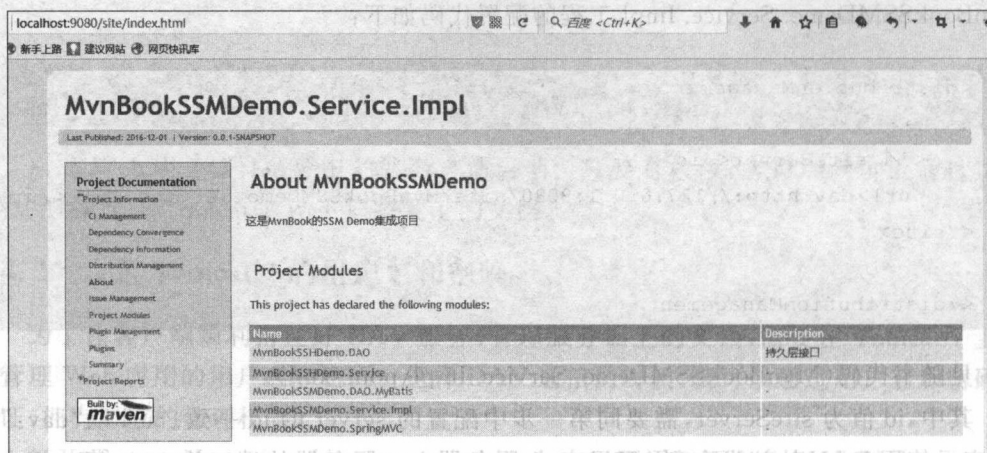 localhost:9080/site/index.html
百度 <Ctrl+K>
新手上路 建议网站 网页快讯库
MvnBookSSMDemo.Service.Impl
Last Published: 2016-12-01 | Version: 0.0.1-SNAPSHOT
Project Documentation
Project Information
CI Management
Dependency Convergence
Dependency Information
Distribution Management
About
Issue Management
Project Modules
Plugin Management
Plugins
Summary
Project Reports
Built by:
maven
About MvnBookSSMDemo
这是MvnBook的SSM Demo集成项目
Project Modules
This project has declared the following modules:
Name Description
MvnBookSSHDemo.DAO 持久层接口
MvnBookSSHDemo.Service
MvnBookSSMDemo.DAO.MyBatis
MvnBookSSMDemo.Service.Impl
MvnBookSSMDemo.SpringMVC